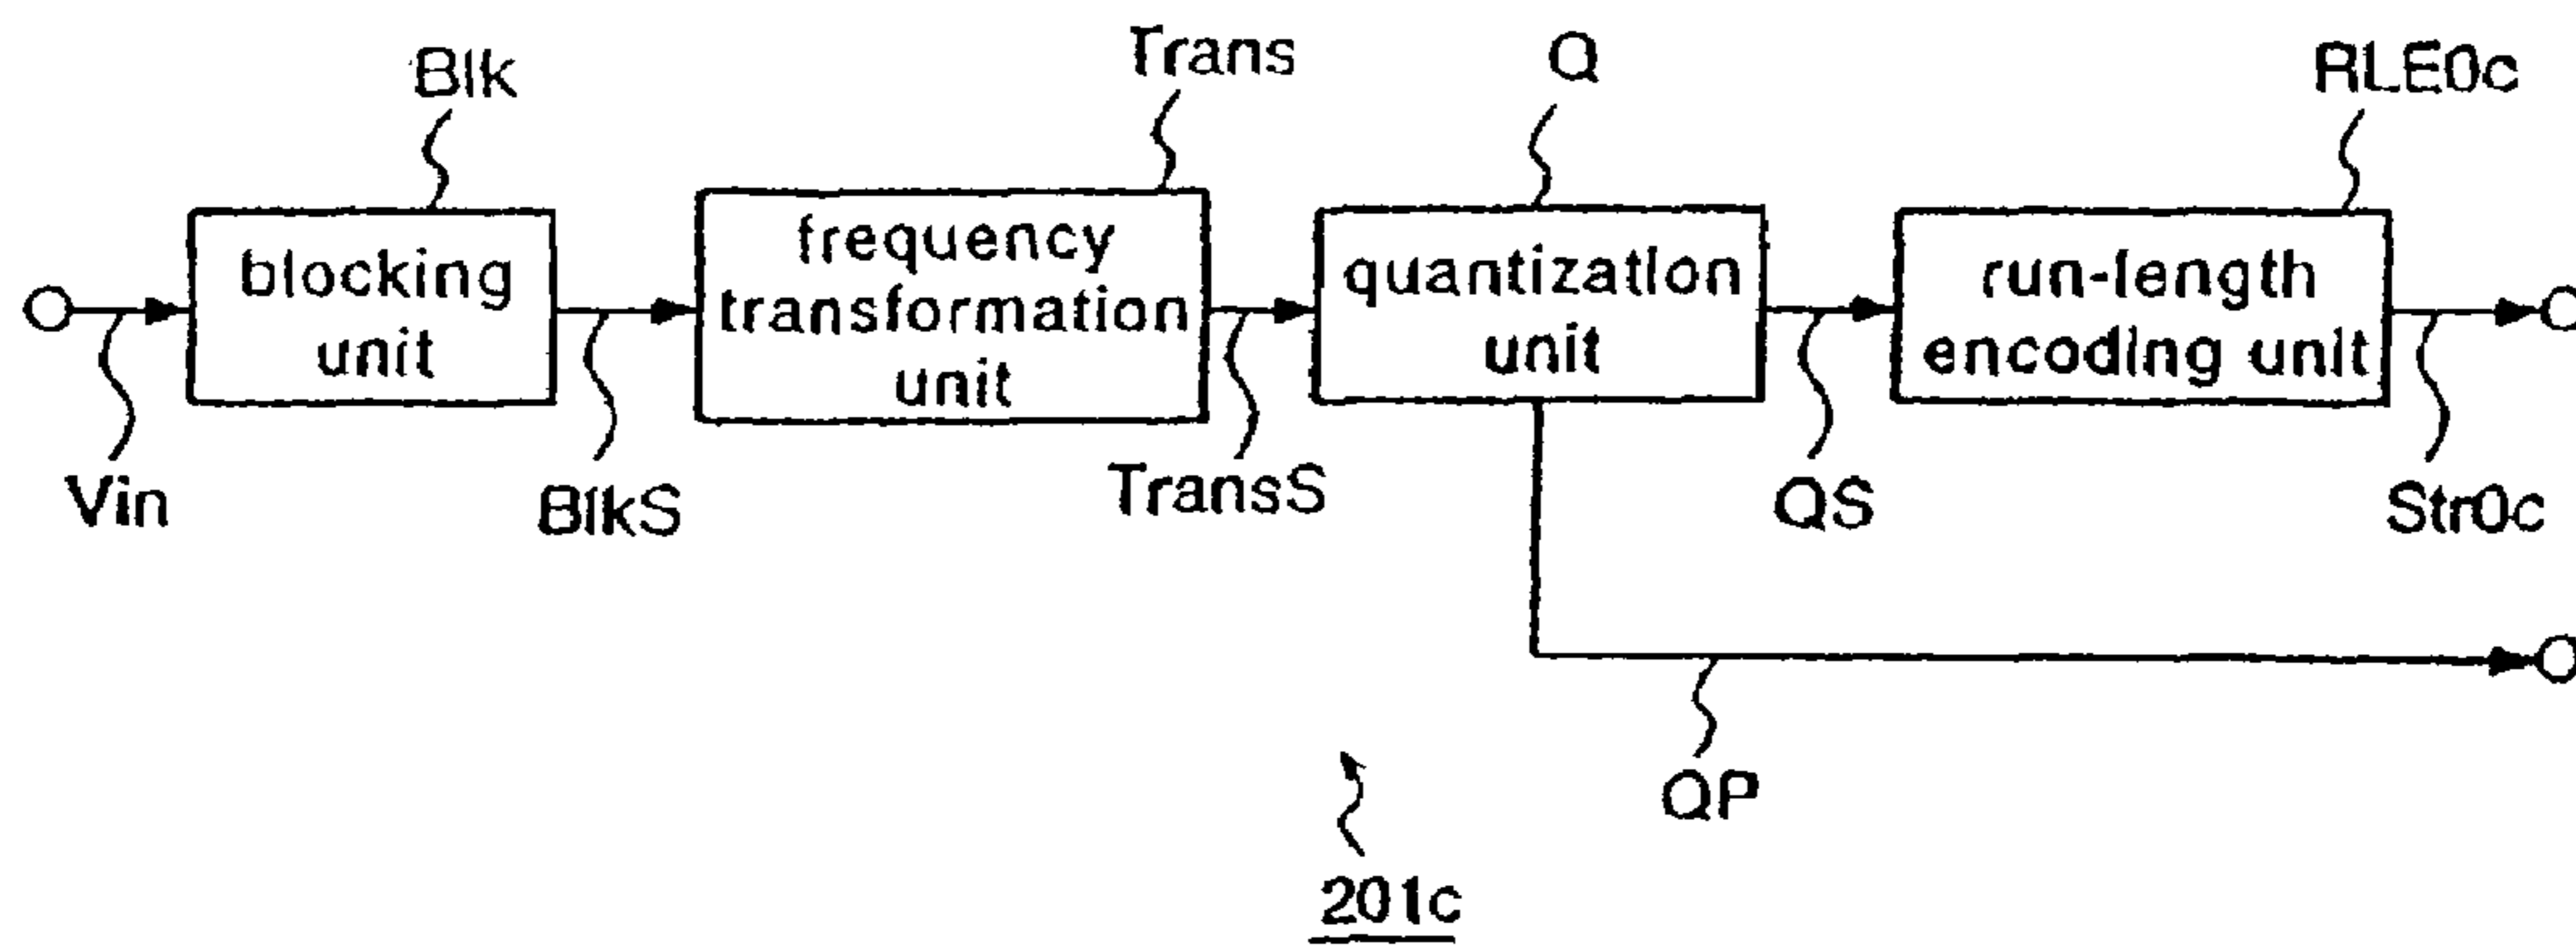 Blk
Trans
Q
RLE0c
blocking
unit
frequency
transformation
unit
quantization
unit
run-length
encoding unit
Vin
BlkS
TransS
QS
Str0c
QP
201c